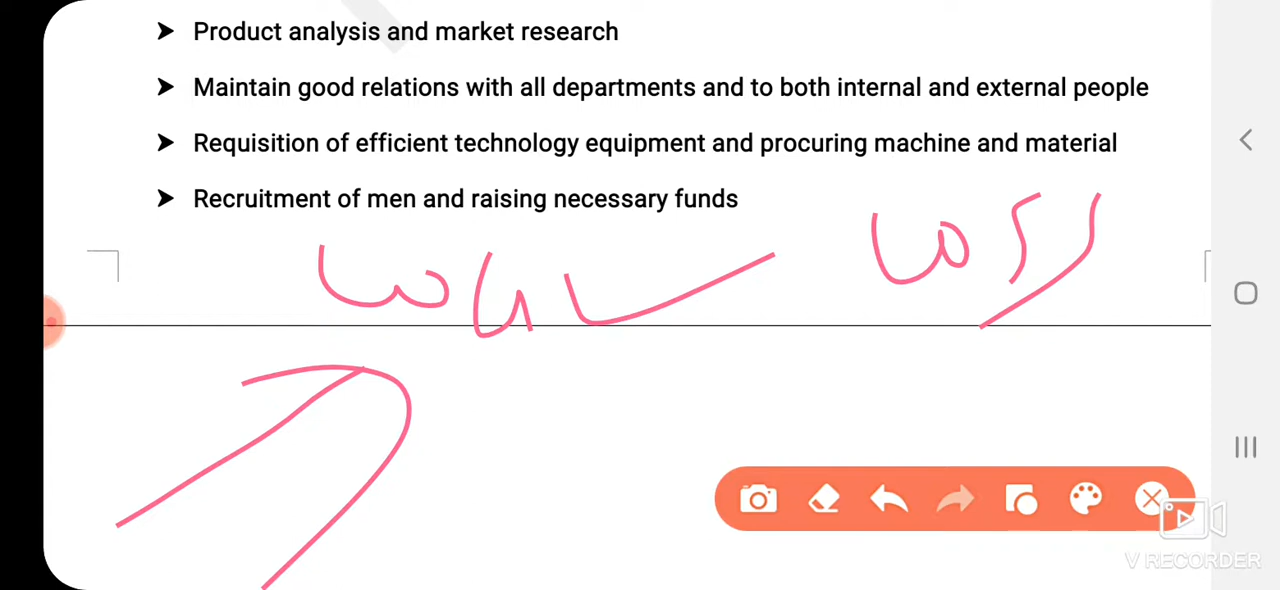 ➤ Product analysis and market research
➤ Maintain good relations with all departments and to both internal and external people
➤ Requisition of efficient technology equipment and procuring machine and material
➤ Recruitment of men and raising necessary funds
Loss
V RECORDER